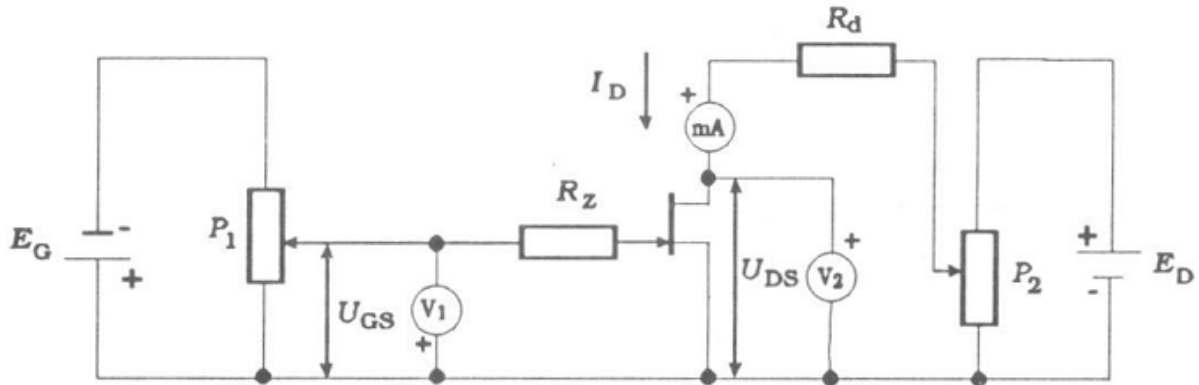 R_d
I_D
+
mA
E_G
-
+
P_1
U_GS
V_1
+
R_Z
U_DS
+
V_2
P_2
+
-
E_D